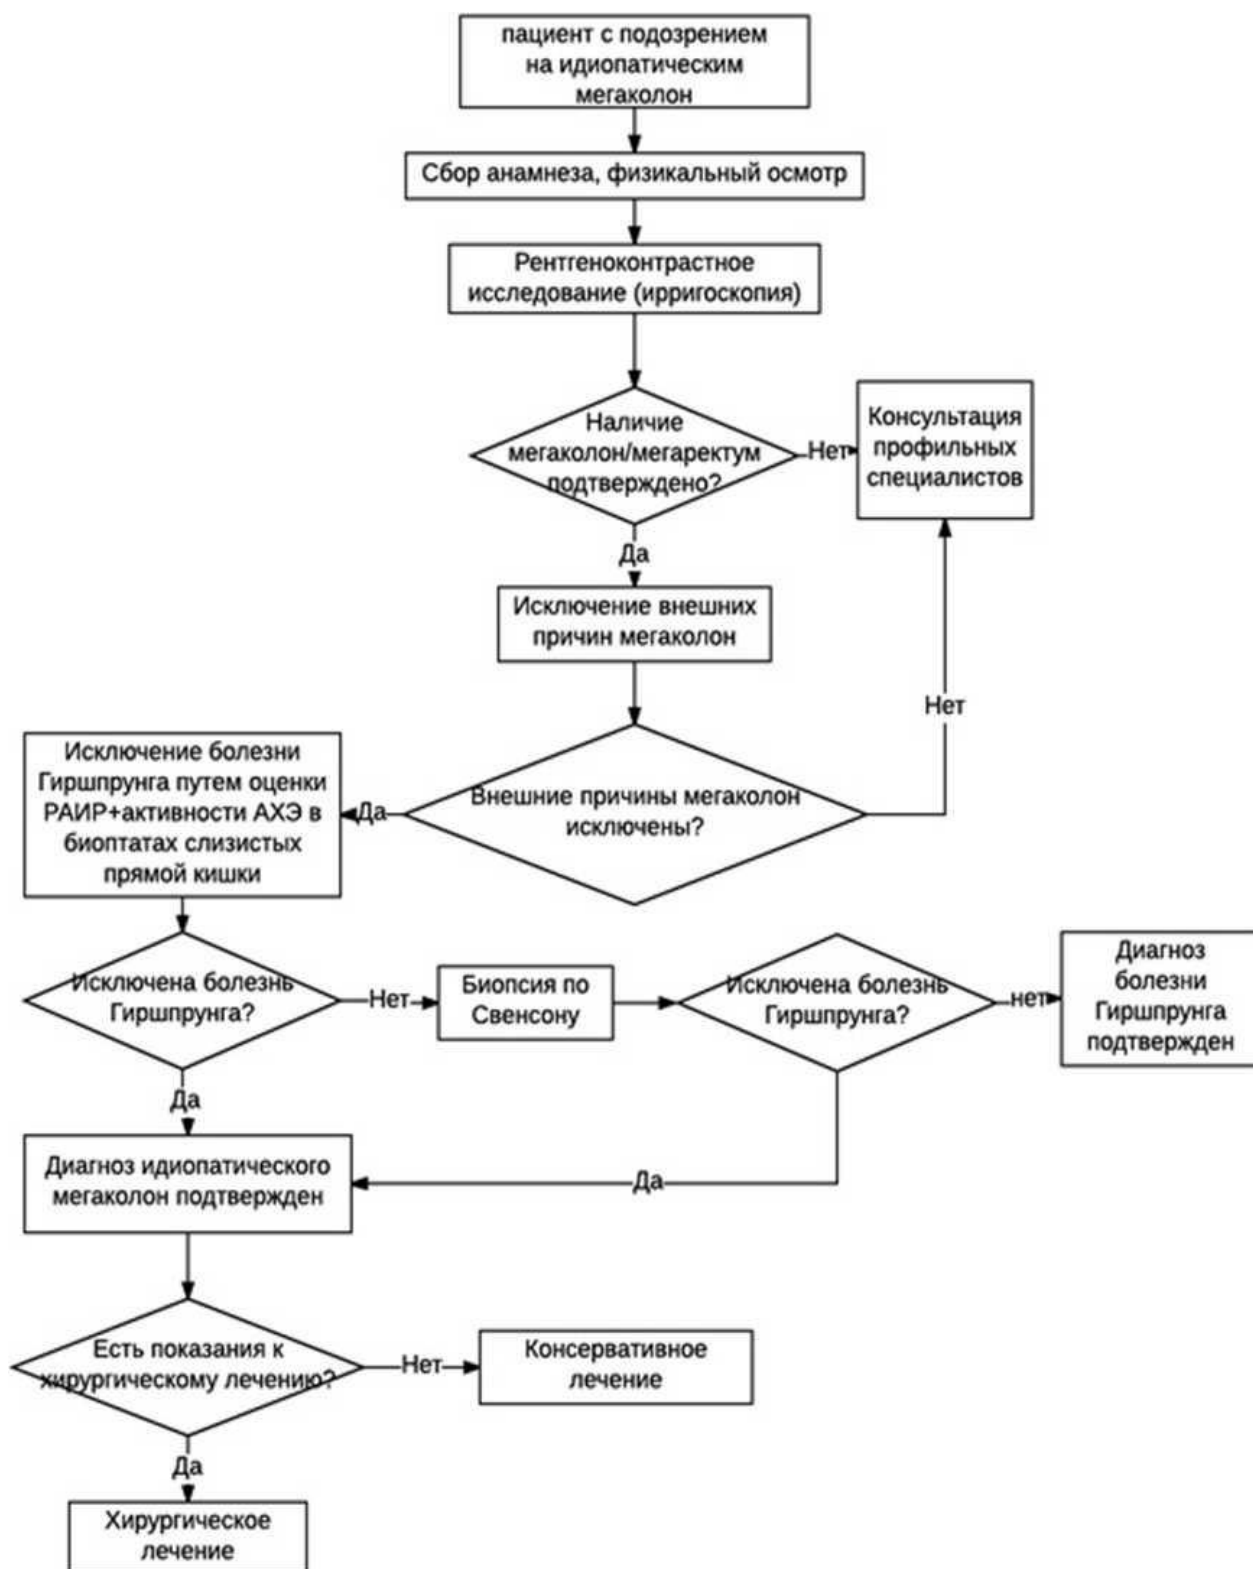 пациент с подозрением
на идиопатическим
мегаколон
Сбор анамнеза, физикальный осмотр
Рентгеноконтрастное
исследование (ирригоскопия)
Наличие
мегаколон/мегаректум
подтверждено?
Нет
Консультация
профильных
специалистов
Да
Исключение внешних
причин мегаколон
Нет
Внешние причины мегаколон
исключены?
Да
Исключение болезни
Гиршпрунга путем оценки
РАИР+активности АХЭ в
биоптатах слизистых
прямой кишки
Исключена болезнь
Гиршпрунга?
Нет
Биопсия по
Свенсону
Исключена болезнь
Гиршпрунга?
нет
Диагноз
болезни
Гиршпрунга
подтвержден
Да
Да
Диагноз идиопатического
мегаколон подтвержден
Есть показания к
хирургическому лечению?
Нет
Консервативное
лечение
Да
Хирургическое
лечение